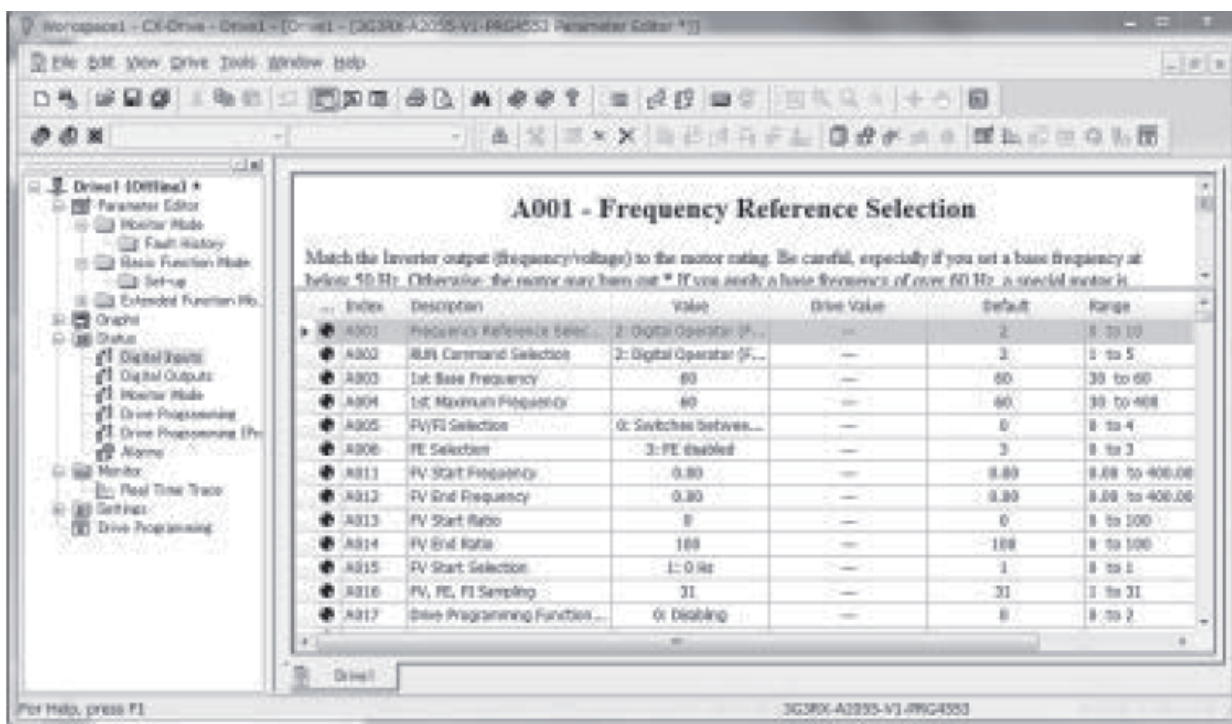 Workspace1 - CX-Drive - Drive1 - [Drive1 - [3G3RX-A2055-V1-PRG4553 Parameter Editor *]]
File Edit View Drive Tools Window Help
Drive1 (Offline) *
Parameter Editor
Monitor Mode
Fault History
Basic Function Mode
Set-up
Extended Function Mo..
Graphs
Status
Digital Inputs
Digital Outputs
Monitor Mode
Drive Programming
Drive Programming (Pr
Alarms
Monitor
Real Time Trace
Settings
Drive Programming
A001 - Frequency Reference Selection
Match the Inverter output (frequency/voltage) to the motor rating. Be careful, especially if you set a base frequency at
below 50 Hz. Otherwise, the motor may burn out * If you apply a base frequency of over 60 Hz, a special motor is
... Index Description Value Drive Value Default Range
A001 Frequency Reference Selec... 2: Digital Operator (F... --- 2 0 to 10
A002 RUN Command Selection 2: Digital Operator (F... --- 2 1 to 5
A003 1st Base Frequency 60 --- 60 30 to 60
A004 1st Maximum Frequency 60 --- 60 30 to 400
A005 FV/FI Selection 0: Switches between... --- 0 0 to 4
A006 FE Selection 3: FE disabled --- 3 0 to 3
A011 FV Start Frequency 0.00 --- 0.00 0.00 to 400.00
A012 FV End Frequency 0.00 --- 0.00 0.00 to 400.00
A013 FV Start Ratio 0 --- 0 0 to 100
A014 FV End Ratio 100 --- 100 0 to 100
A015 FV Start Selection 1: 0 Hz --- 1 0 to 1
A016 FV, FE, FI Sampling 31 --- 31 1 to 31
A017 Drive Programming Function ... 0: Disabling --- 0 0 to 2
Drive1
For Help, press F1
3G3RX-A2055-V1-PRG4553